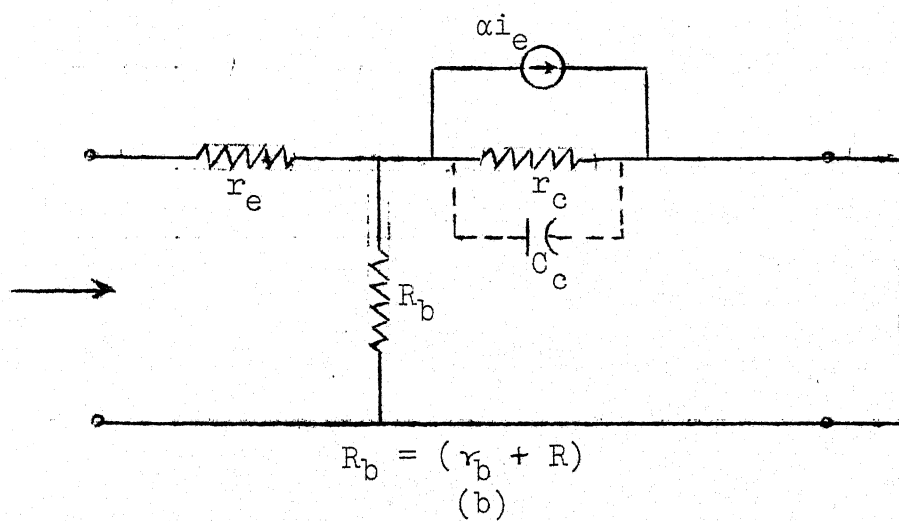 αi_e
r_e
r_c
C_c
R_b
R_b = (r_b + R)
(b)